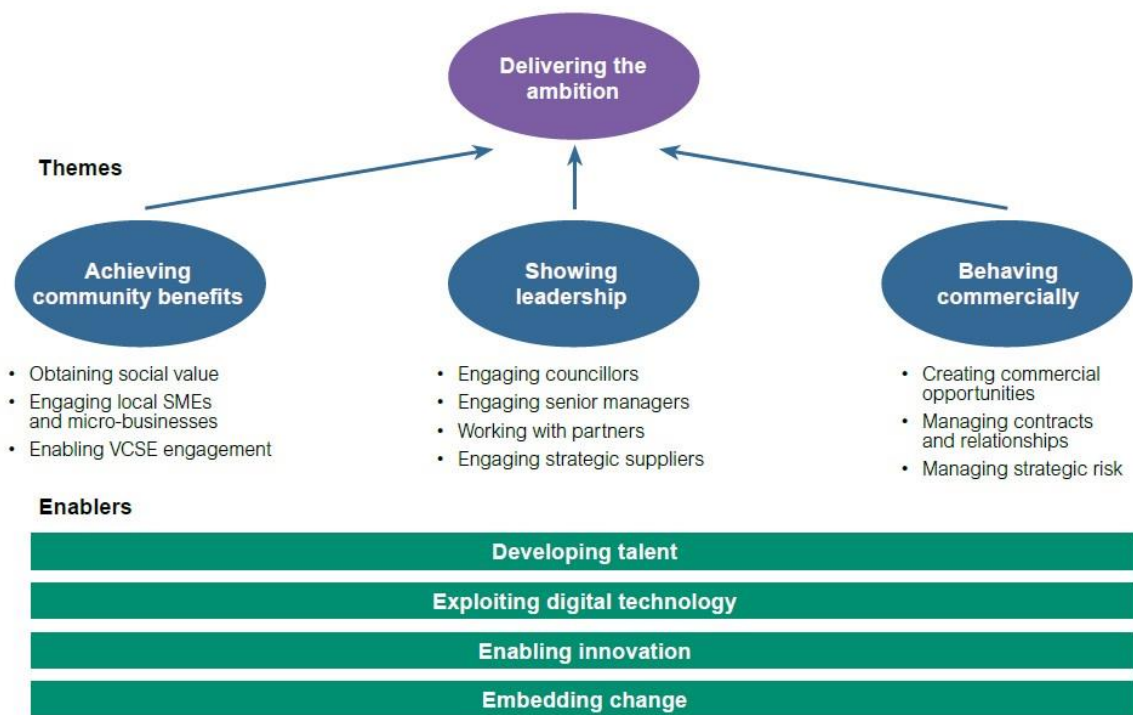 Delivering the
ambition
Themes
Achieving
community benefits
• Obtaining social value
• Engaging local SMEs
and micro-businesses
• Enabling VCSE engagement
Showing
leadership
• Engaging councillors
• Engaging senior managers
• Working with partners
• Engaging strategic suppliers
Behaving
commercially
• Creating commercial
opportunities
• Managing contracts
and relationships
• Managing strategic risk
Enablers
Developing talent
Exploiting digital technology
Enabling innovation
Embedding change